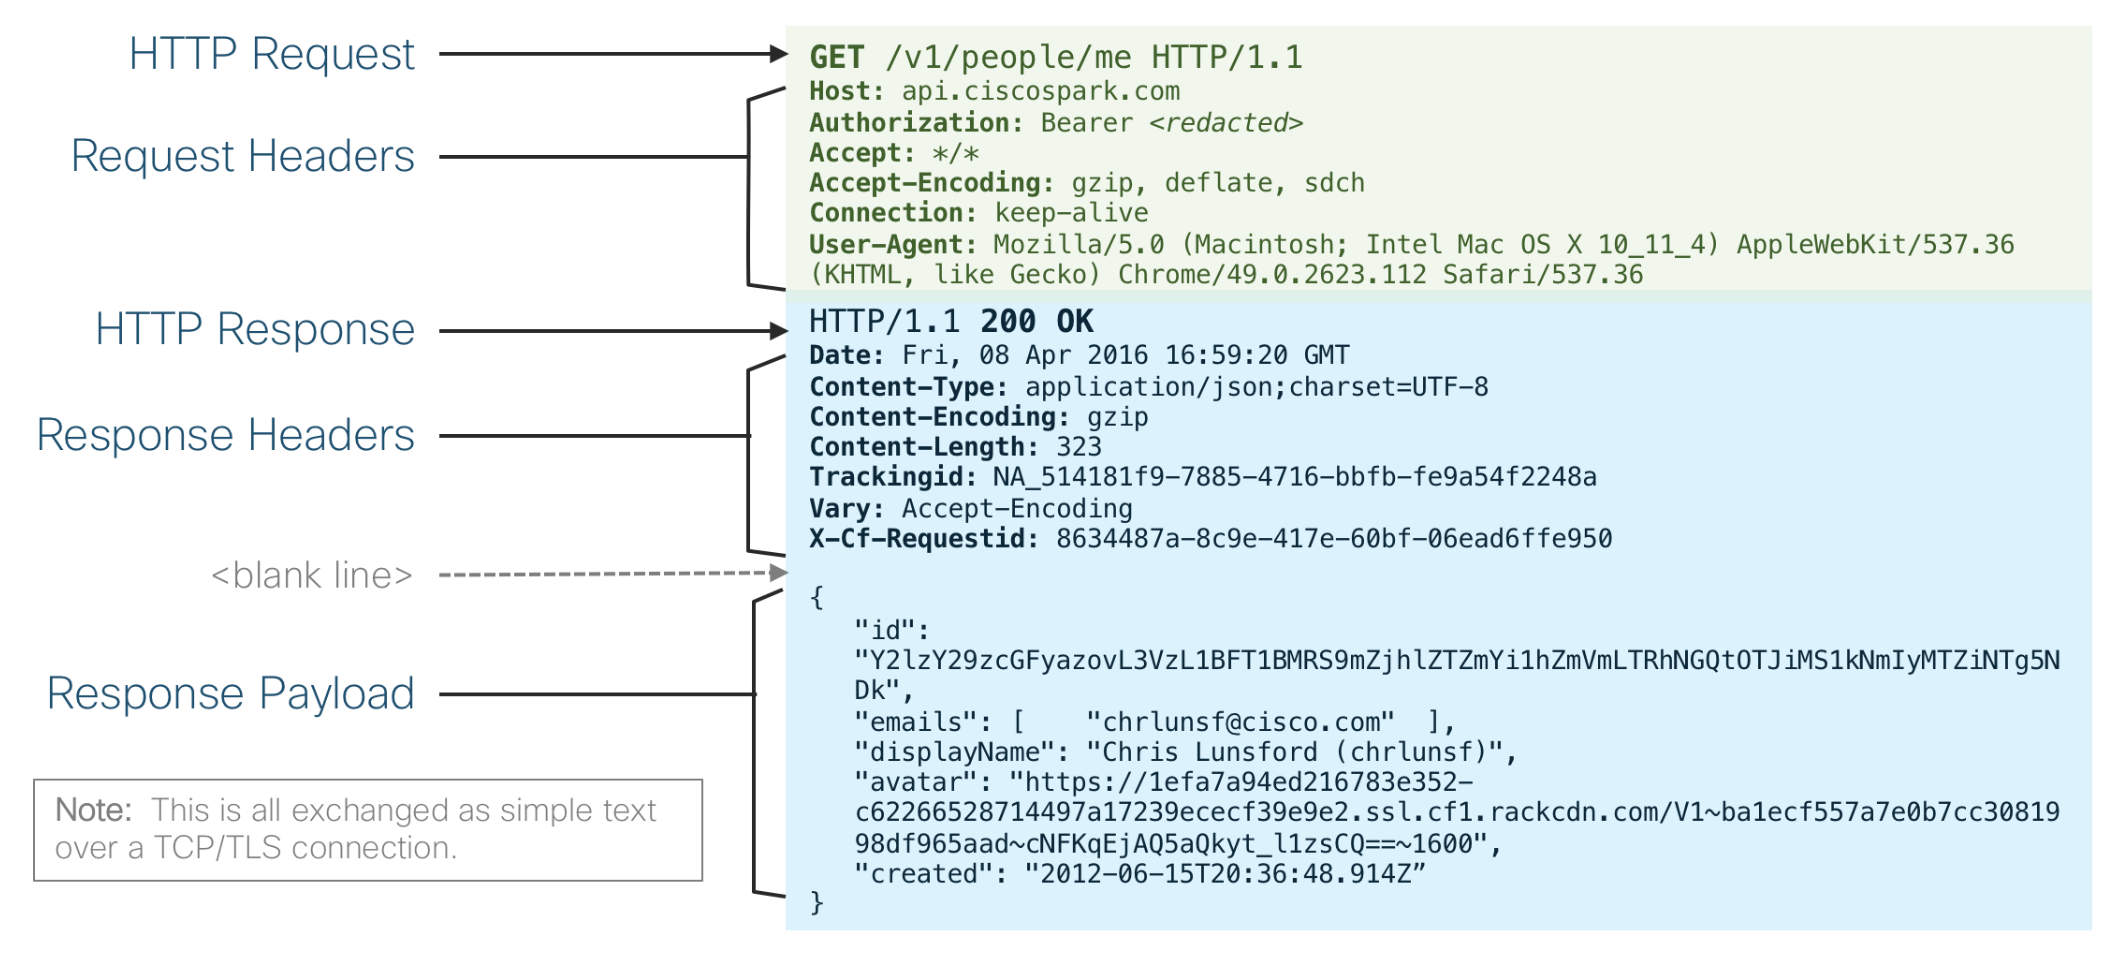 HTTP Request
GET /v1/people/me HTTP/1.1
Request Headers
Host: api.ciscospark.com
Authorization: Bearer <redacted>
Accept: */*
Accept-Encoding: gzip, deflate, sdch
Connection: keep-alive
User-Agent: Mozilla/5.0 (Macintosh; Intel Mac OS X 10_11_4) AppleWebKit/537.36
(KHTML, like Gecko) Chrome/49.0.2623.112 Safari/537.36
HTTP Response
HTTP/1.1 200 OK
Response Headers
Date: Fri, 08 Apr 2016 16:59:20 GMT
Content-Type: application/json;charset=UTF-8
Content-Encoding: gzip
Content-Length: 323
Trackingid: NA_514181f9-7885-4716-bbfb-fe9a54f2248a
Vary: Accept-Encoding
X-Cf-Requestid: 8634487a-8c9e-417e-60bf-06ead6ffe950
<blank line>
Response Payload
{
"id":
"Y2lzY29zcGFyazovL3VzL1BFT1BMRS9mZjhlZTZmYi1hZmVmLTRhNGQtOTJiMS1kNmIyMTZiNTg5N
Dk",
"emails": [ "chrlunsf@cisco.com" ],
"displayName": "Chris Lunsford (chrlunsf)",
"avatar": "https://1efa7a94ed216783e352-
c62266528714497a17239ececf39e9e2.ssl.cf1.rackcdn.com/V1~ba1ecf557a7e0b7cc30819
98df965aad~cNFKqEjAQ5aQkyt_l1zsCQ==~1600",
"created": "2012-06-15T20:36:48.914Z”
}
Note: This is all exchanged as simple text
over a TCP/TLS connection.